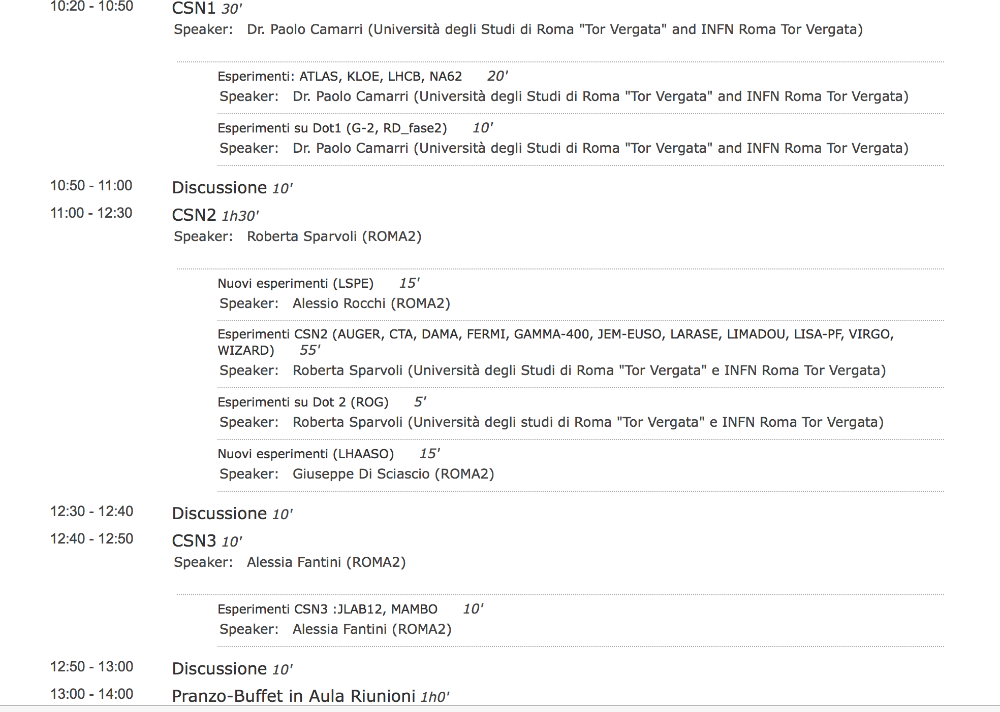 10:20 - 10:50 CSN1 30'
Speaker: Dr. Paolo Camarri (Università degli Studi di Roma "Tor Vergata" and INFN Roma Tor Vergata)
Esperimenti: ATLAS, KLOE, LHCB, NA62 20'
Speaker: Dr. Paolo Camarri (Università degli Studi di Roma "Tor Vergata" and INFN Roma Tor Vergata)
Esperimenti su Dot1 (G-2, RD_fase2) 10'
Speaker: Dr. Paolo Camarri (Università degli Studi di Roma "Tor Vergata" and INFN Roma Tor Vergata)
10:50 - 11:00 Discussione 10'
11:00 - 12:30 CSN2 1h30'
Speaker: Roberta Sparvoli (ROMA2)
Nuovi esperimenti (LSPE) 15'
Speaker: Alessio Rocchi (ROMA2)
Esperimenti CSN2 (AUGER, CTA, DAMA, FERMI, GAMMA-400, JEM-EUSO, LARASE, LIMADOU, LISA-PF, VIRGO,
WIZARD) 55'
Speaker: Roberta Sparvoli (Università degli Studi di Roma "Tor Vergata" e INFN Roma Tor Vergata)
Esperimenti su Dot 2 (ROG) 5'
Speaker: Roberta Sparvoli (Università degli studi di Roma "Tor Vergata" e INFN Roma Tor Vergata)
Nuovi esperimenti (LHAASO) 15'
Speaker: Giuseppe Di Sciascio (ROMA2)
12:30 - 12:40 Discussione 10'
12:40 - 12:50 CSN3 10'
Speaker: Alessia Fantini (ROMA2)
Esperimenti CSN3 :JLAB12, MAMBO 10'
Speaker: Alessia Fantini (ROMA2)
12:50 - 13:00 Discussione 10'
13:00 - 14:00 Pranzo-Buffet in Aula Riunioni 1h0'